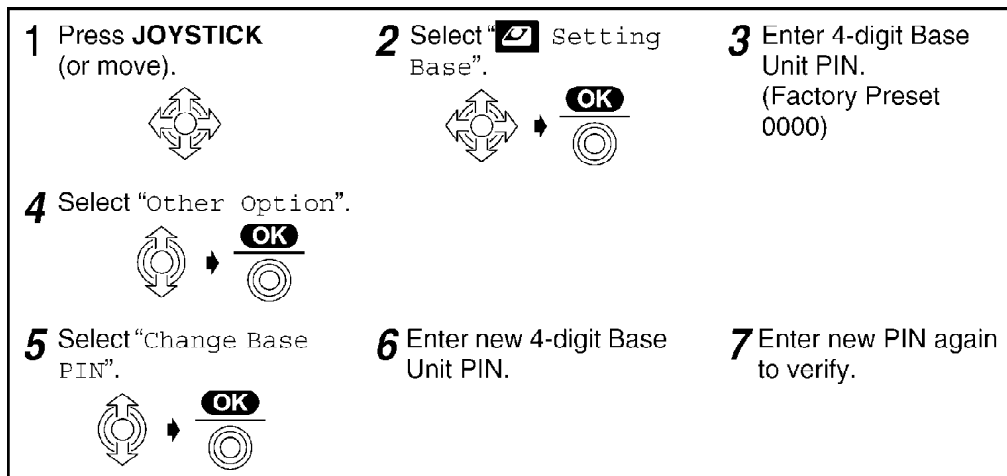 1 Press JOYSTICK
(or move).
2 Select “ Setting
Base”.
OK
3 Enter 4-digit Base
Unit PIN.
(Factory Preset
0000)
4 Select “Other Option”.
OK
5 Select “Change Base
PIN”.
OK
6 Enter new 4-digit Base
Unit PIN.
7 Enter new PIN again
to verify.